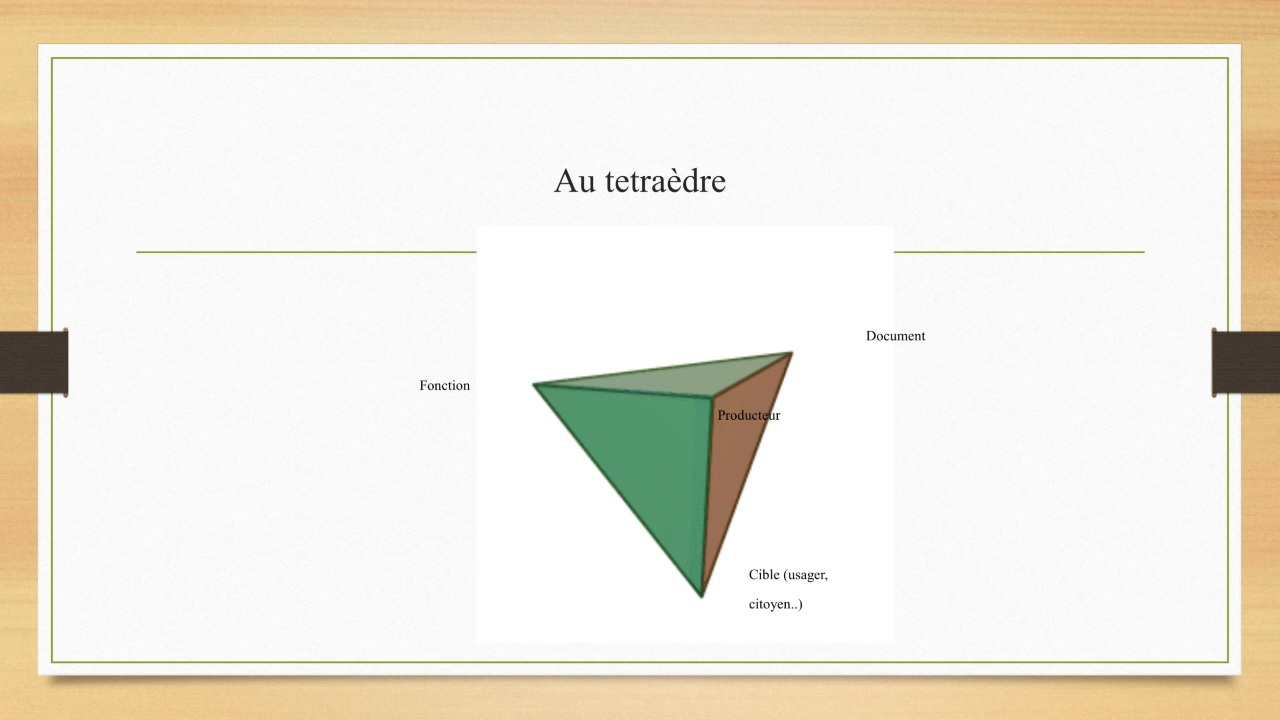 Au tetraèdre
Document
Fonction
Producteur
Cible (usager,
citoyen..)